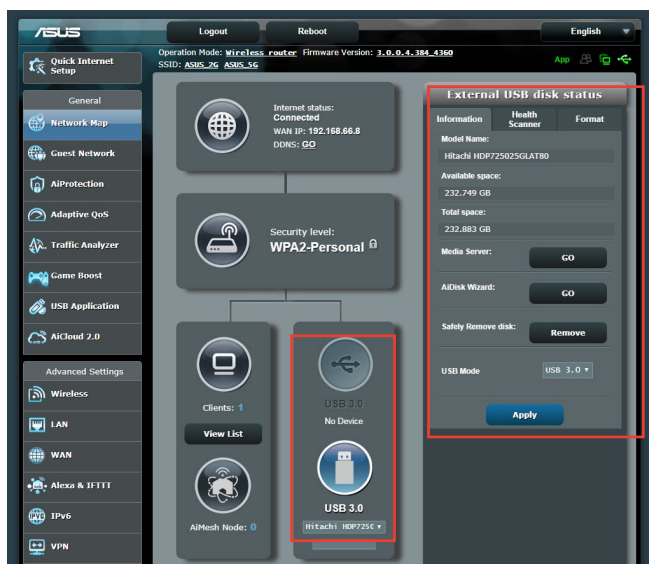 ASUS
Logout
Reboot
English
Quick Internet
Setup
Operation Mode: Wireless router Firmware Version: 3.0.0.4.384_4360
SSID: ASUS_2G ASUS_5G
App
General
Network Map
Guest Network
AiProtection
Adaptive QoS
Traffic Analyzer
Game Boost
USB Application
AiCloud 2.0
Advanced Settings
Wireless
LAN
WAN
Alexa & IFTTT
IPv6
VPN
Internet status:
Connected
WAN IP: 192.168.66.8
DDNS: GO
Security level:
WPA2-Personal
Clients: 1
View List
AiMesh Node: 0
USB 3.0
No Device
USB 3.0
Hitachi HDP725C
External USB disk status
Information
Health
Scanner
Format
Model Name:
Hitachi HDP725025GLAT80
Available space:
232.749 GB
Total space:
232.883 GB
Media Server:
GO
AiDisk Wizard:
GO
Safely Remove disk:
Remove
USB Mode
USB 3.0
Apply